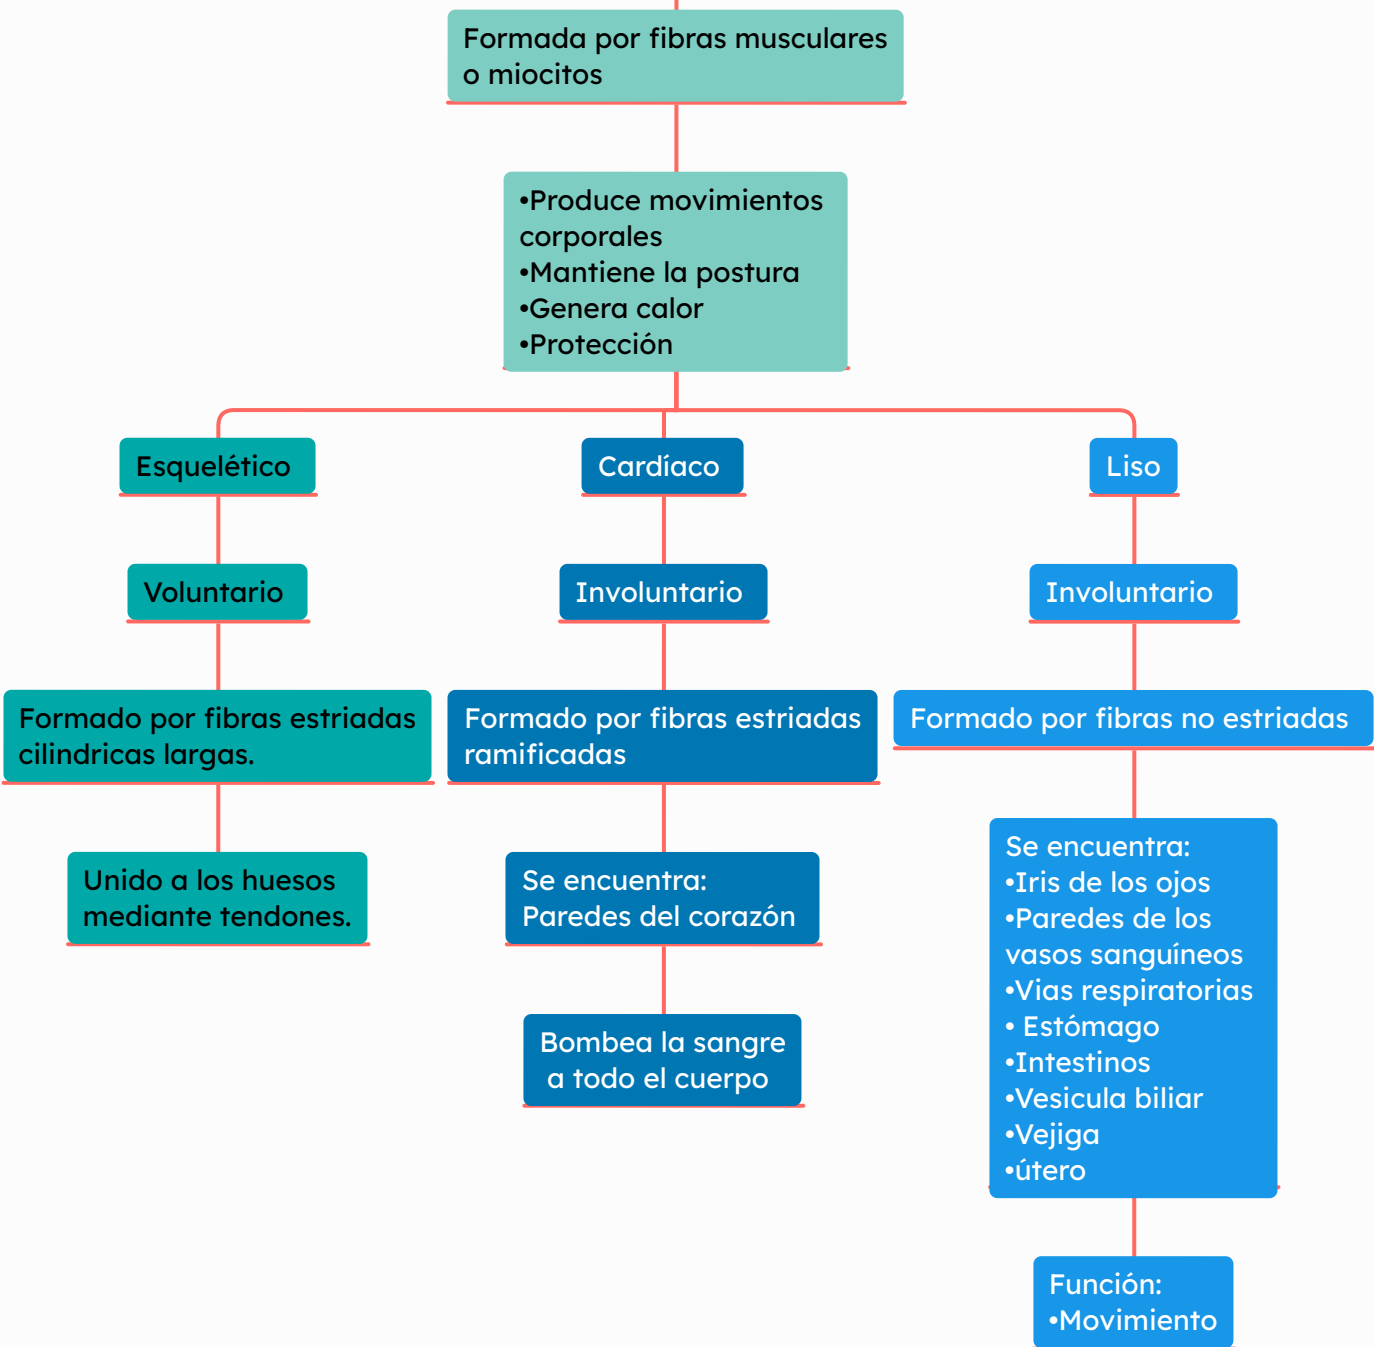 Formada por fibras musculares
o miocitos
•Produce movimientos
corporales
•Mantiene la postura
•Genera calor
•Protección
Esquelético
Voluntario
Formado por fibras estriadas
cilindricas largas.
Unido a los huesos
mediante tendones.
Cardíaco
Involuntario
Formado por fibras estriadas
ramificadas
Se encuentra:
Paredes del corazón
Bombea la sangre
a todo el cuerpo
Liso
Involuntario
Formado por fibras no estriadas
Se encuentra:
•Iris de los ojos
•Paredes de los
vasos sanguíneos
•Vias respiratorias
• Estómago
•Intestinos
•Vesicula biliar
•Vejiga
•útero
Función:
•Movimiento